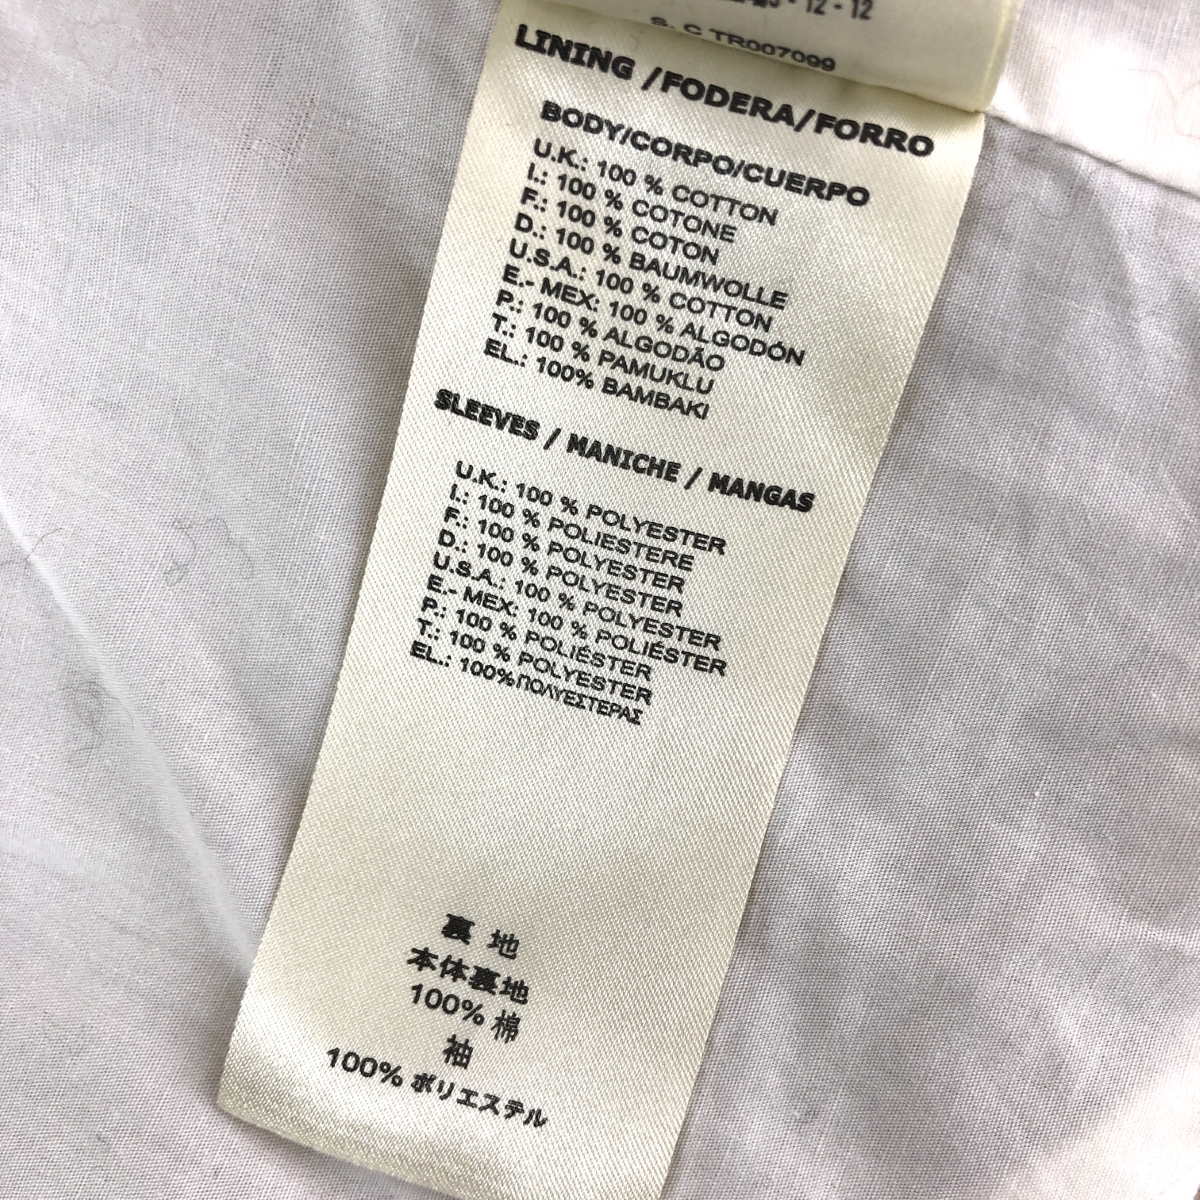 - 12 - 12
S. C TR007099
LINING /FODERA/FORRO
BODY/CORPO/CUERPO
U.K.: 100 % COTTON
I.: 100 % COTONE
F.: 100 % COTON
D.: 100 % BAUMWOLLE
U.S.A.: 100 % COTTON
E.- MEX: 100 % ALGODÓN
P.: 100 % ALGODÃO
T.: 100 % PAMUKLU
EL.: 100% BAMBAKI
SLEEVES / MANICHE / MANGAS
U.K.: 100 % POLYESTER
I.: 100 % POLIESTERE
F.: 100 % POLYESTER
D.: 100 % POLYESTER
U.S.A.: 100 % POLYESTER
E.- MEX: 100 % POLIÉSTER
P.: 100 % POLIÉSTER
T.: 100 % POLYESTER
EL.: 100%ΠΟΛΥΕΣΤΕΡΑΣ
裏 地
本体裏地
100% 棉
袖
100% ポリエステル